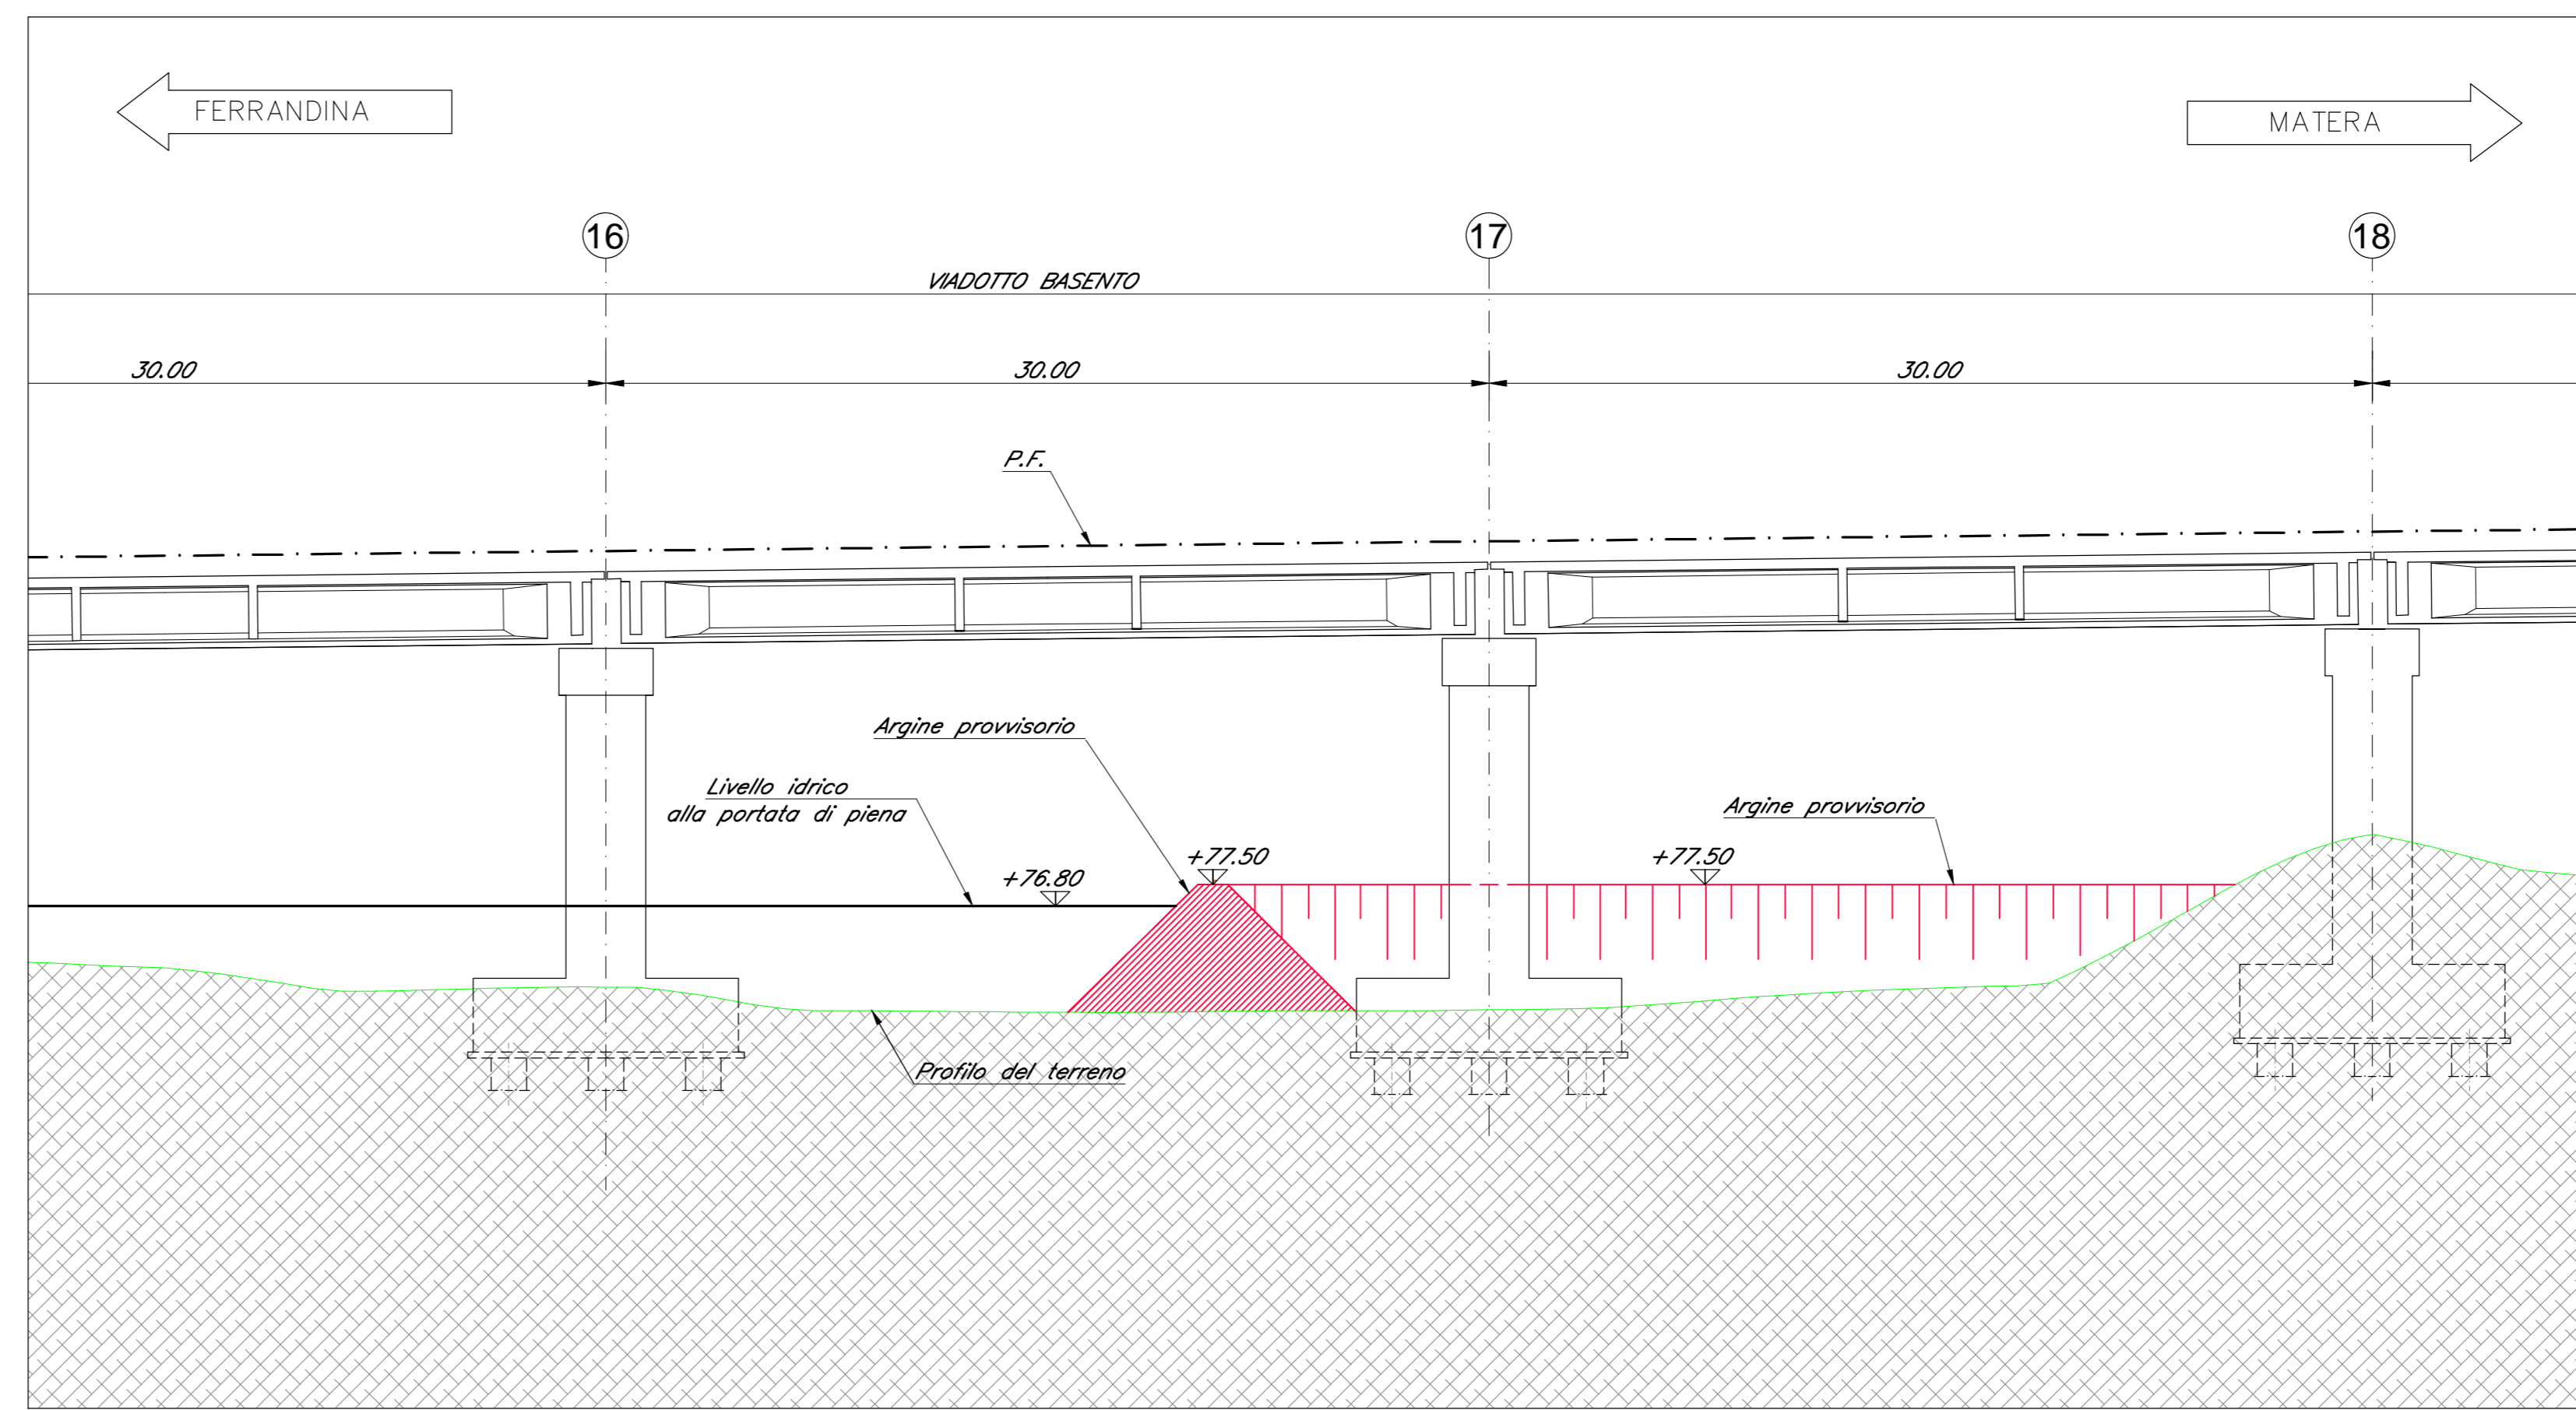 FERRANDINA
MATERA
16
17
18
VIADOTTO BASENTO
30.00
30.00
30.00
P.F.
Argine provvisorio
Livello idrico
alla portata di piena
Argine provvisorio
+77.50
+77.50
+76.80
Profilo del terreno